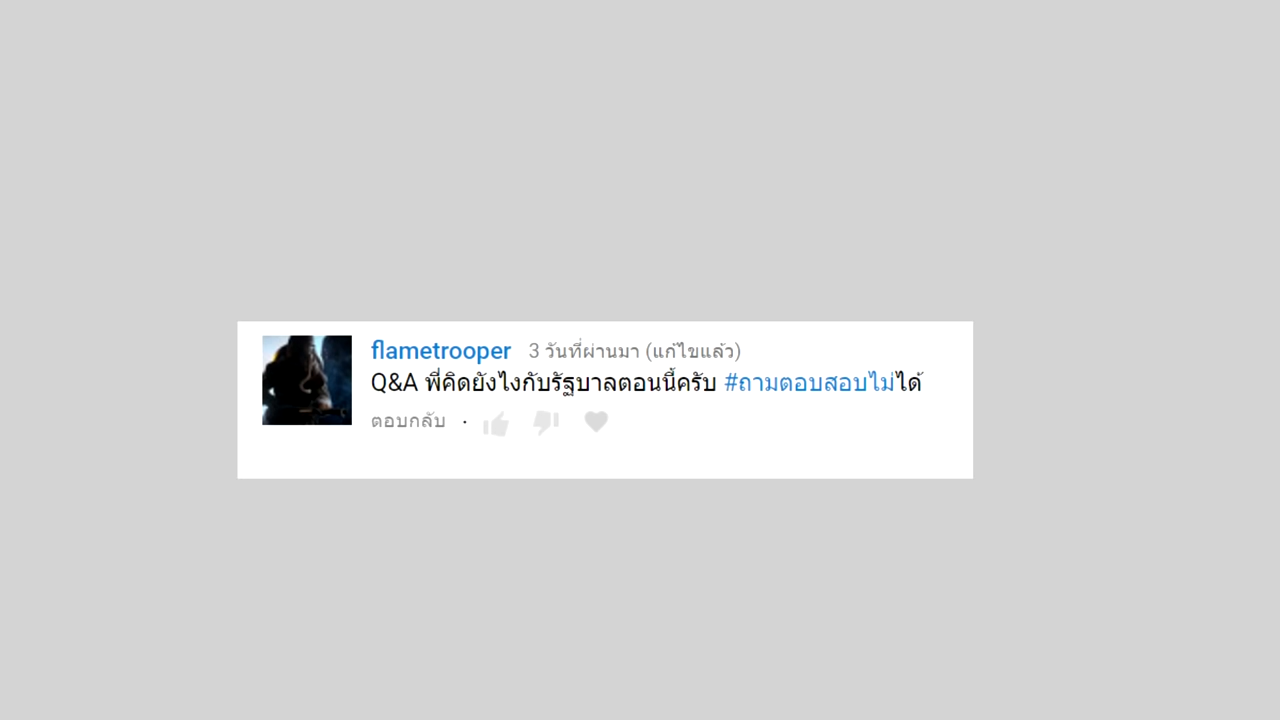 flametrooper 3 วันที่ผ่านมา (แก้ไขแล้ว)
Q&A พี่คิดยังไงกับรัฐบาลตอนนี้ครับ #ถามตอบสอบไม่ได้
ตอบกลับ ·